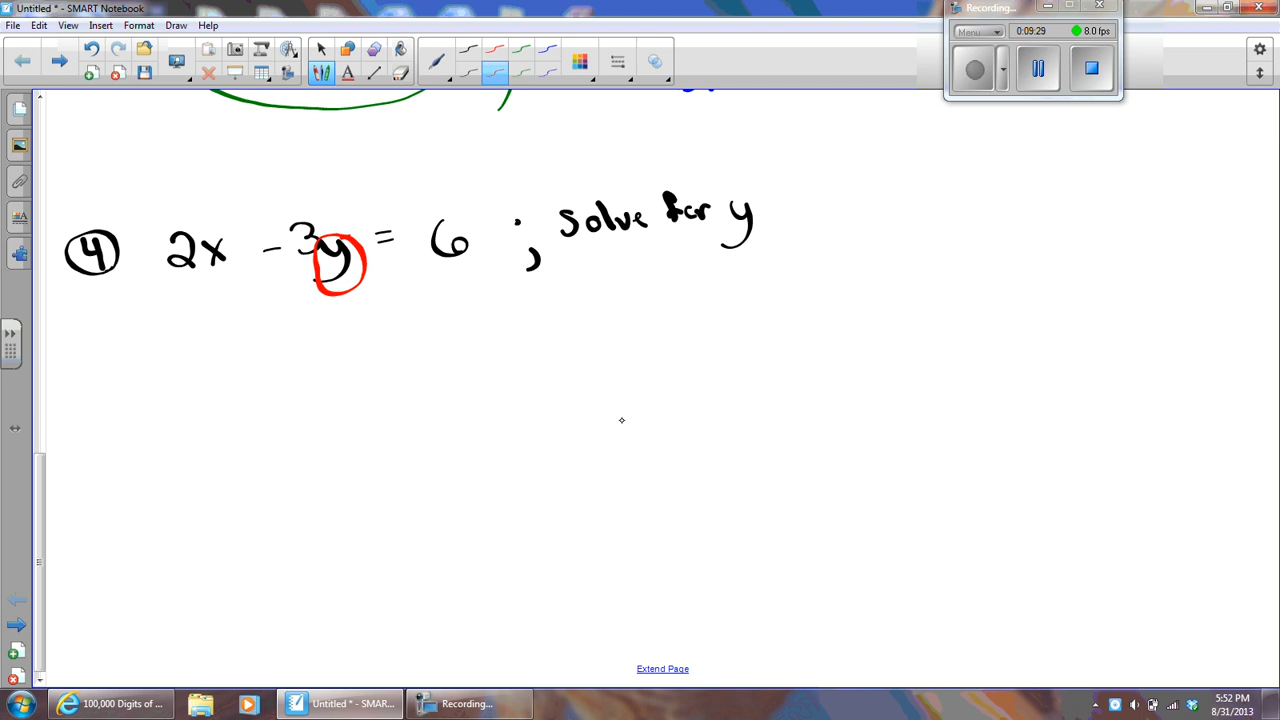 Untitled * - SMART Notebook
Recording...
File Edit View Insert Format Draw Help
Menu
0:09:29
8.0 fps
4 2x - 3y = 6 ; solve for y
Extend Page
100,000 Digits of ...
Untitled * - SMAR...
Recording...
5:52 PM
8/31/2013